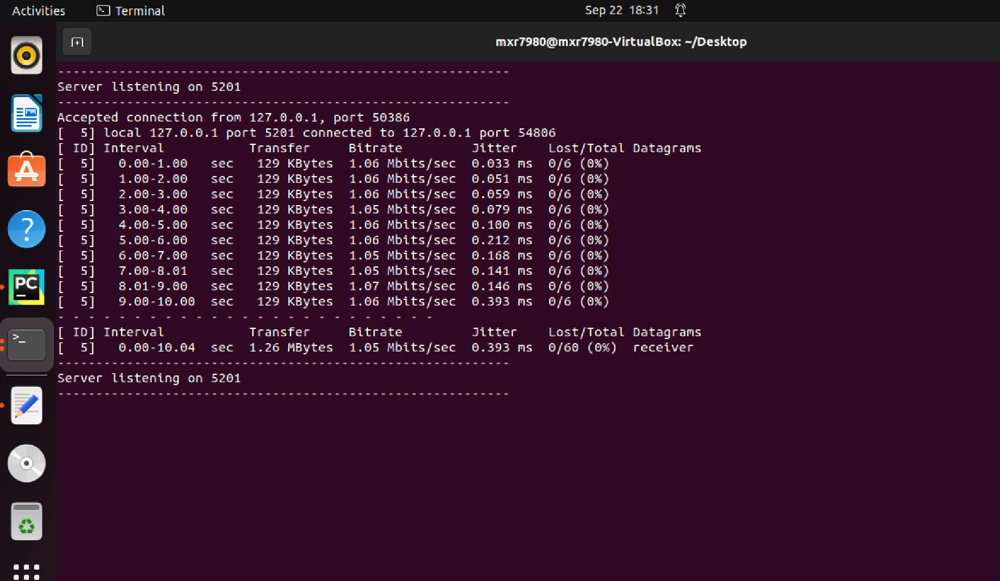 Activities Terminal Sep 22 18:31
mxr7980@mxr7980-VirtualBox: ~/Desktop
-----------------------------------------------------------
Server listening on 5201
-----------------------------------------------------------
Accepted connection from 127.0.0.1, port 50386
[  5] local 127.0.0.1 port 5201 connected to 127.0.0.1 port 54806
[ ID] Interval           Transfer     Bitrate         Jitter    Lost/Total Datagrams
[  5]   0.00-1.00   sec   129 KBytes  1.06 Mbits/sec  0.033 ms  0/6 (0%)
[  5]   1.00-2.00   sec   129 KBytes  1.06 Mbits/sec  0.051 ms  0/6 (0%)
[  5]   2.00-3.00   sec   129 KBytes  1.06 Mbits/sec  0.059 ms  0/6 (0%)
[  5]   3.00-4.00   sec   129 KBytes  1.05 Mbits/sec  0.079 ms  0/6 (0%)
[  5]   4.00-5.00   sec   129 KBytes  1.06 Mbits/sec  0.100 ms  0/6 (0%)
[  5]   5.00-6.00   sec   129 KBytes  1.06 Mbits/sec  0.212 ms  0/6 (0%)
[  5]   6.00-7.00   sec   129 KBytes  1.05 Mbits/sec  0.168 ms  0/6 (0%)
[  5]   7.00-8.01   sec   129 KBytes  1.05 Mbits/sec  0.141 ms  0/6 (0%)
[  5]   8.01-9.00   sec   129 KBytes  1.07 Mbits/sec  0.146 ms  0/6 (0%)
[  5]   9.00-10.00  sec   129 KBytes  1.06 Mbits/sec  0.393 ms  0/6 (0%)
- - - - - - - - - - - - - - - - - - - - - - - - -
[ ID] Interval           Transfer     Bitrate         Jitter    Lost/Total Datagrams
[  5]   0.00-10.04  sec  1.26 MBytes  1.05 Mbits/sec  0.393 ms  0/60 (0%)  receiver
-----------------------------------------------------------
Server listening on 5201
-----------------------------------------------------------
A
?
PC
>_